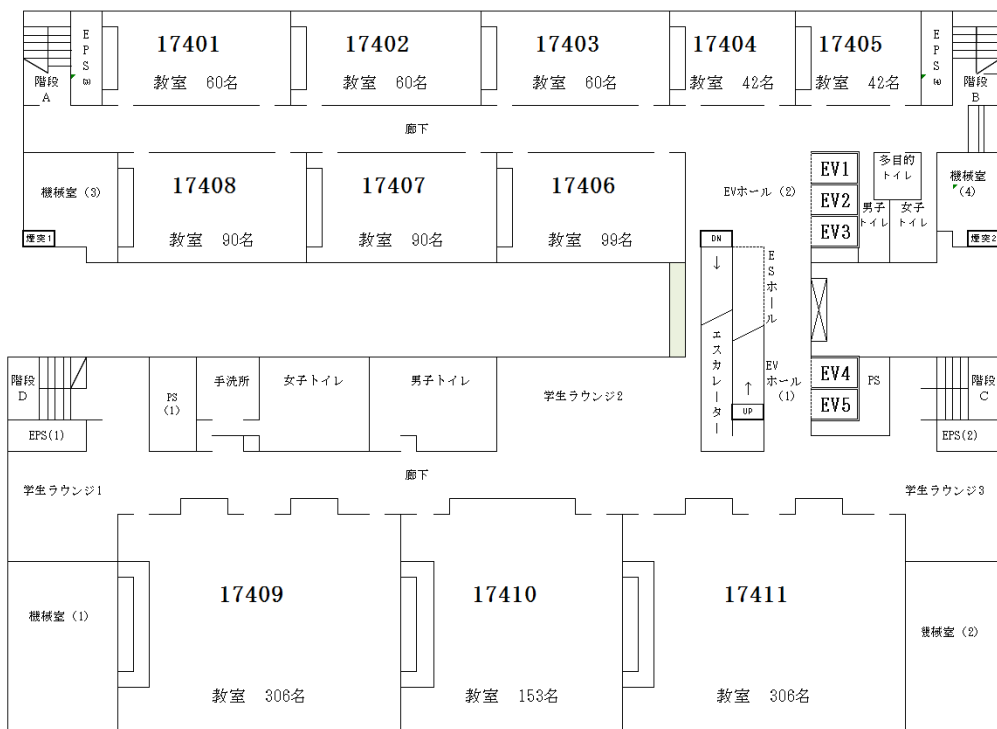 EPS(3)
17401
17402
17403
17404
17405
EPS(4)
階段
A
教室 60名
教室 60名
教室 60名
教室 42名
教室 42名
階段
B
廊下
機械室 (3)
17408
17407
17406
EVホール (2)
EV1
EV2
EV3
多目的
トイレ
男子
トイレ
女子
トイレ
機械室
(4)
煙突1
教室 90名
教室 90名
教室 99名
DN
↓
ESホール
煙突2
エスカレーター
階段
D
EPS(1)
PS
(1)
手洗所
女子トイレ
男子トイレ
学生ラウンジ2
↑
UP
EV
ホール
(1)
EV4
EV5
PS
階段
C
EPS(2)
学生ラウンジ1
廊下
学生ラウンジ3
機械室 (1)
17409
17410
17411
機械室 (2)
教室 306名
教室 153名
教室 306名